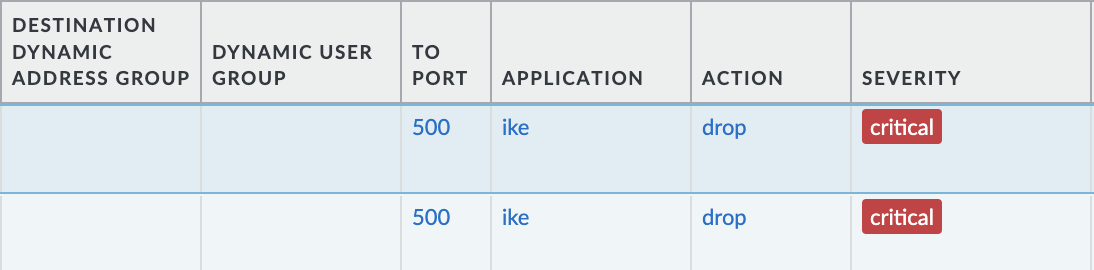 DESTINATION
DYNAMIC
ADDRESS GROUP
DYNAMIC USER
GROUP
TO
PORT
APPLICATION
ACTION
SEVERITY
500 ike drop critical
500 ike drop critical